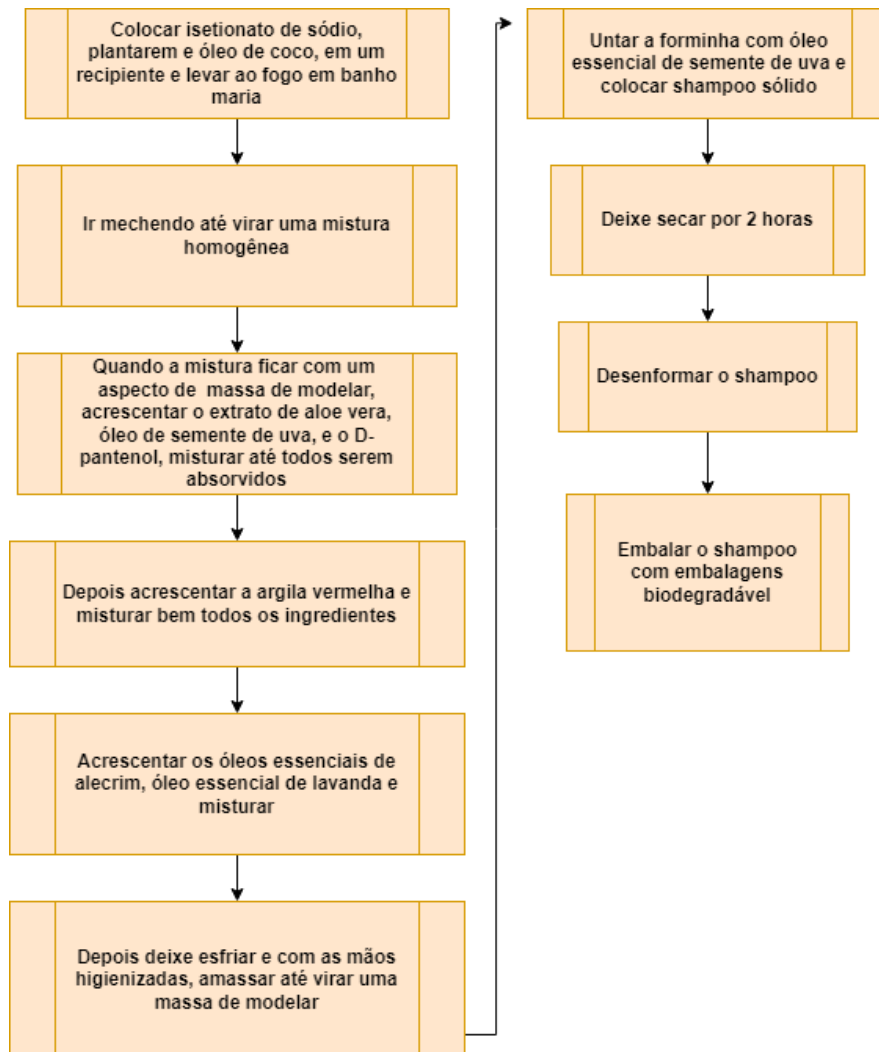 Colocar isetionato de sódio,
plantarem e óleo de coco, em um
recipiente e levar ao fogo em banho
maria
Ir mechendo até virar uma mistura
homogênea
Quando a mistura ficar com um
aspecto de massa de modelar,
acrescentar o extrato de aloe vera,
óleo de semente de uva, e o D-
pantenol, misturar até todos serem
absorvidos
Depois acrescentar a argila vermelha e
misturar bem todos os ingredientes
Acrescentar os óleos essenciais de
alecrim, óleo essencial de lavanda e
misturar
Depois deixe esfriar e com as mãos
higienizadas, amassar até virar uma
massa de modelar
Untar a forminha com óleo
essencial de semente de uva e
colocar shampoo sólido
Deixe secar por 2 horas
Desenformar o shampoo
Embalar o shampoo
com embalagens
biodegradável